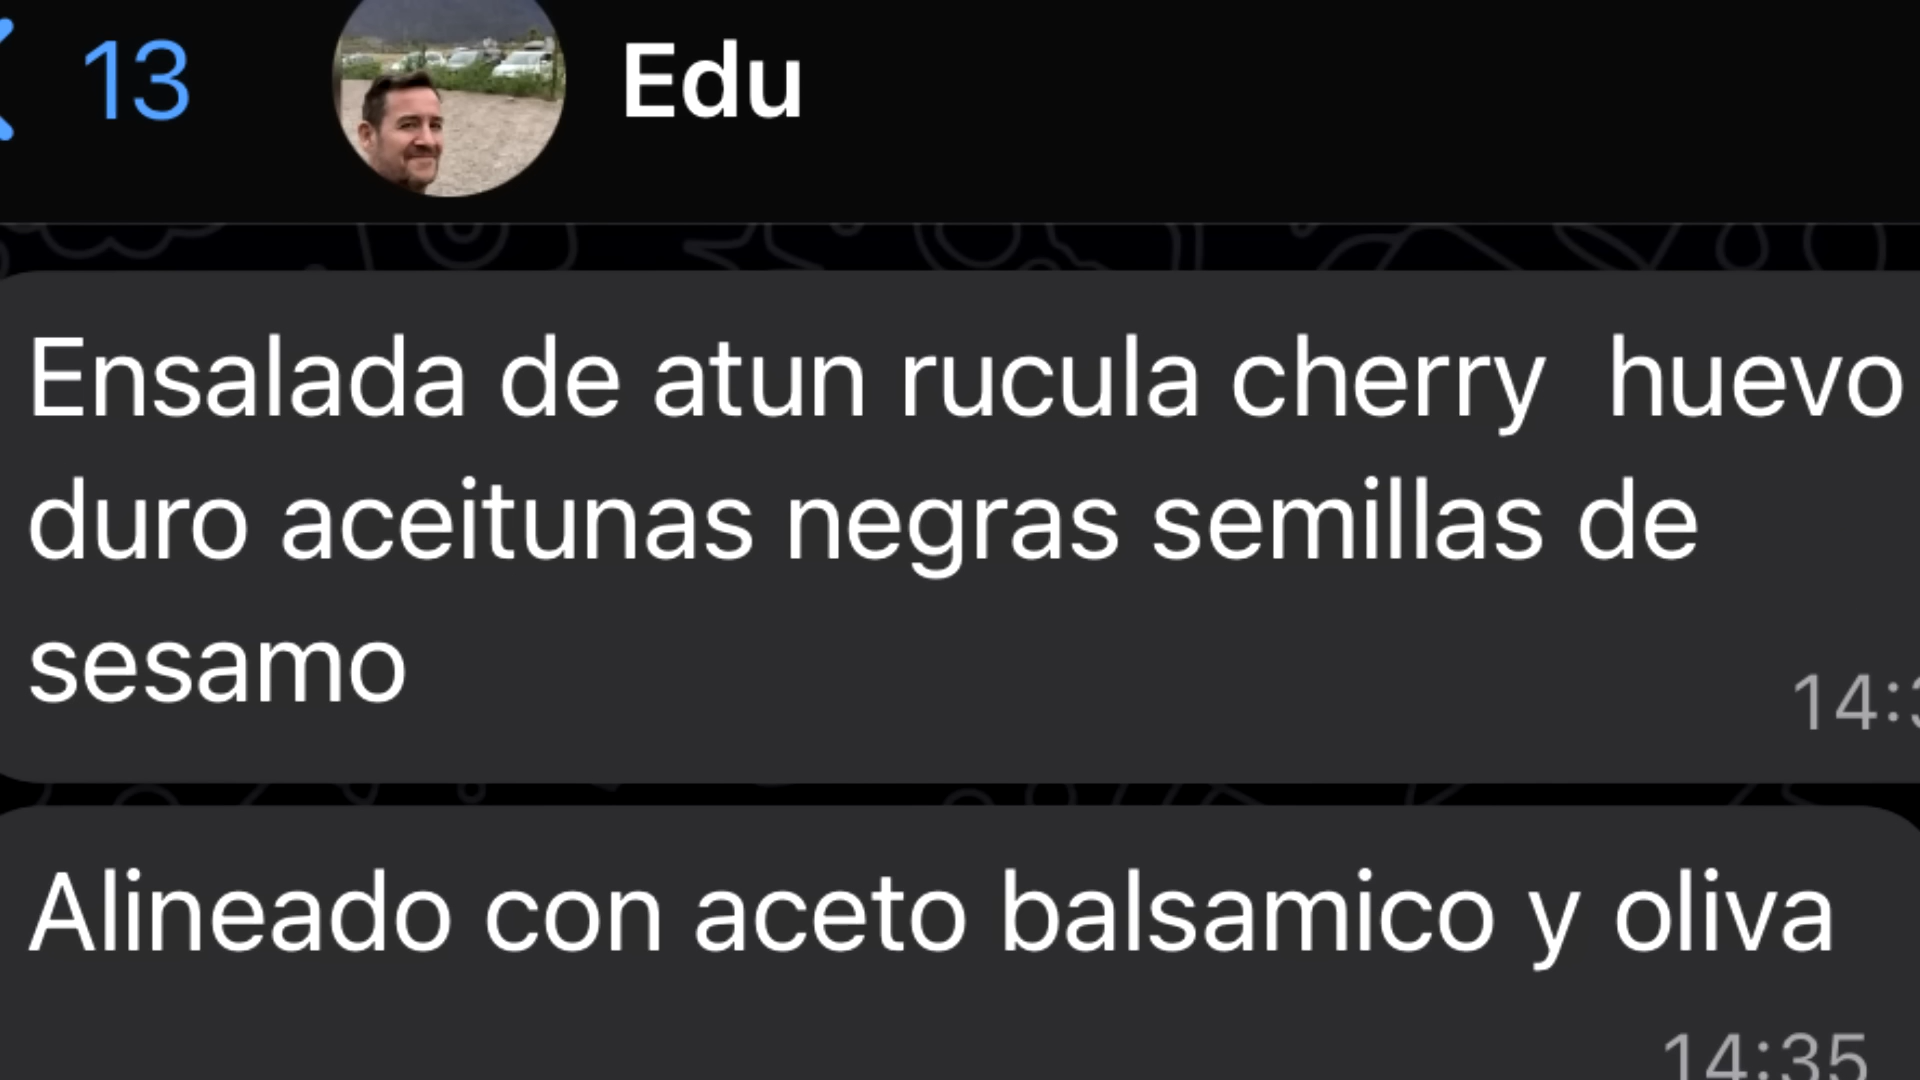 13
Edu
Ensalada de atun rucula cherry  huevo
duro aceitunas negras semillas de
sesamo
Alineado con aceto balsamico y oliva
14:35